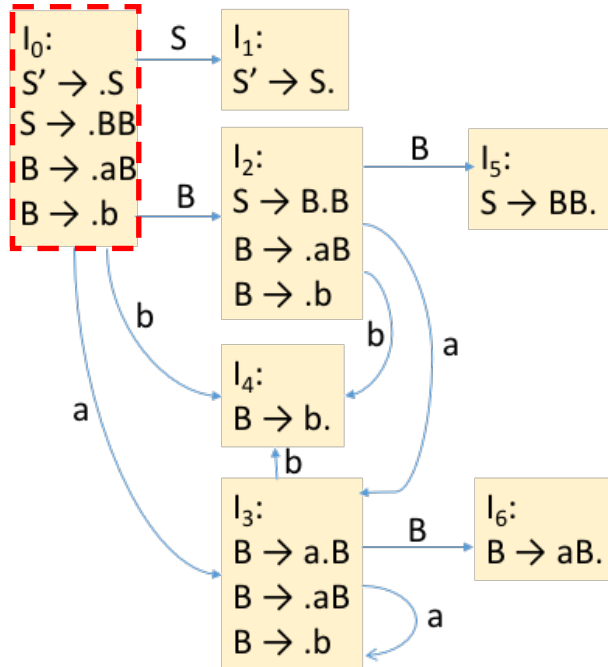 I₀:
S' → .S
S → .BB
B → .aB
B → .b
S
I₁:
S' → S.
B
I₂:
S → B.B
B → .aB
B → .b
B
I₅:
S → BB.
b
b
a
a
I₄:
B → b.
b
I₃:
B → a.B
B → .aB
B → .b
B
I₆:
B → aB.
a